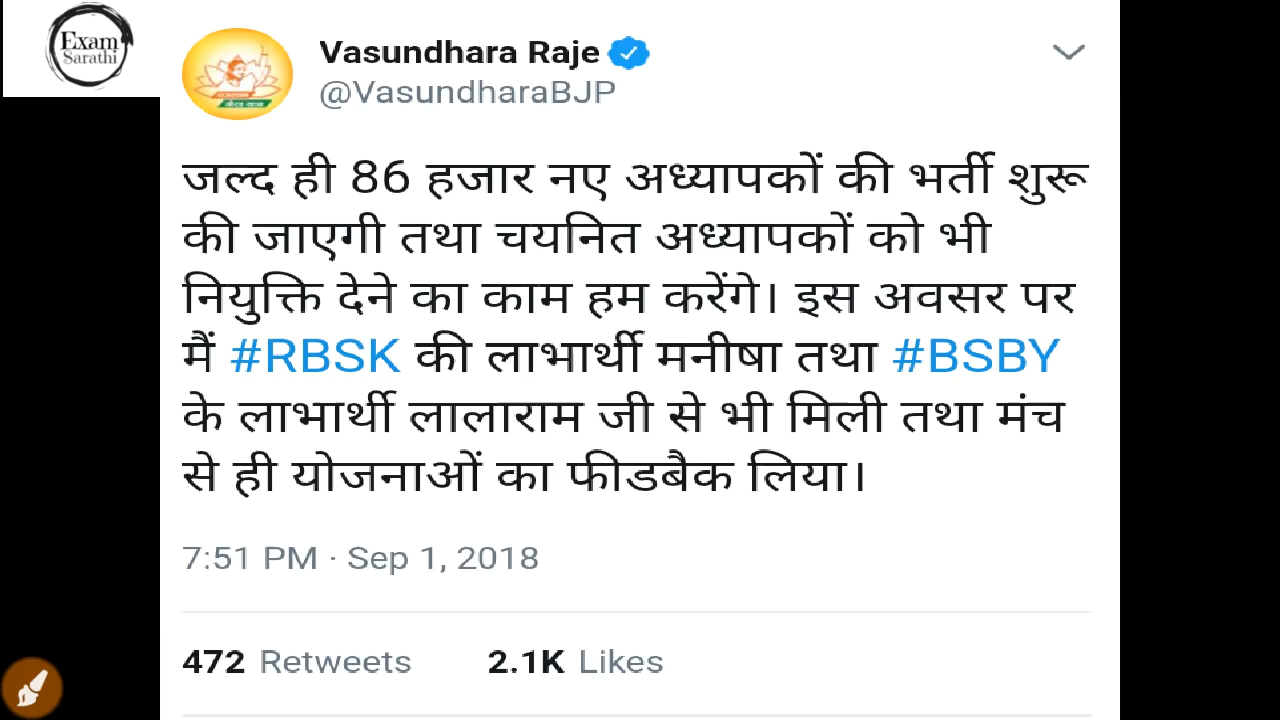 Exam
Sarathi
Vasundhara Raje
@VasundharaBJP
जल्द ही 86 हजार नए अध्यापकों की भर्ती शुरू
की जाएगी तथा चयनित अध्यापकों को भी
नियुक्ति देने का काम हम करेंगे। इस अवसर पर
मैं #RBSK की लाभार्थी मनीषा तथा #BSBY
के लाभार्थी लालाराम जी से भी मिली तथा मंच
से ही योजनाओं का फीडबैक लिया।
7:51 PM · Sep 1, 2018
472 Retweets 2.1K Likes